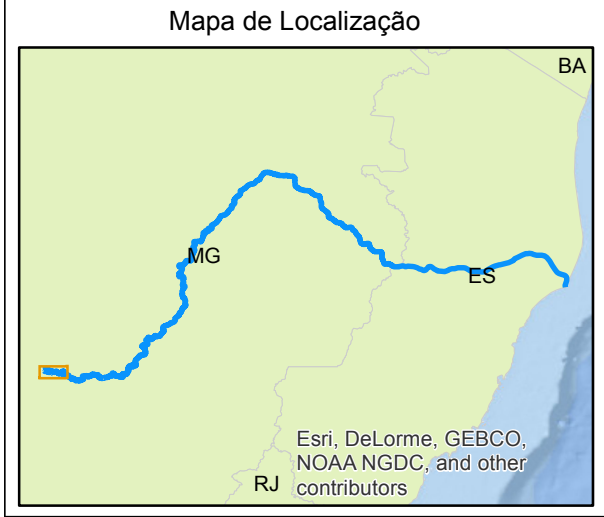 Mapa de Localização
BA
MG
ES
Esri, DeLorme, GEBCO,
NOAA NGDC, and other
RJ contributors